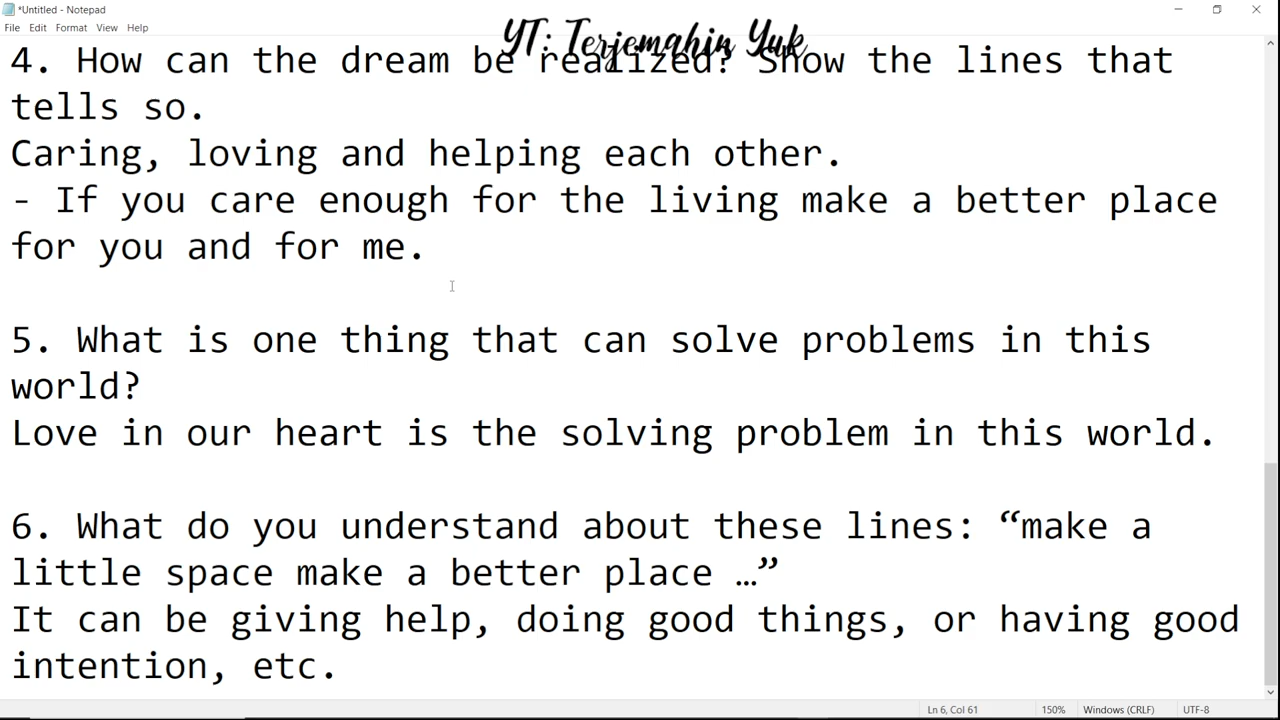 *Untitled - Notepad
File Edit Format View Help
YT: Terjemahin Yuk
4. How can the dream be realized? Show the lines that
tells so.
Caring, loving and helping each other.
- If you care enough for the living make a better place
for you and for me.
5. What is one thing that can solve problems in this
world?
Love in our heart is the solving problem in this world.
6. What do you understand about these lines: “make a
little space make a better place …”
It can be giving help, doing good things, or having good
intention, etc.
Ln 6, Col 61 150% Windows (CRLF) UTF-8